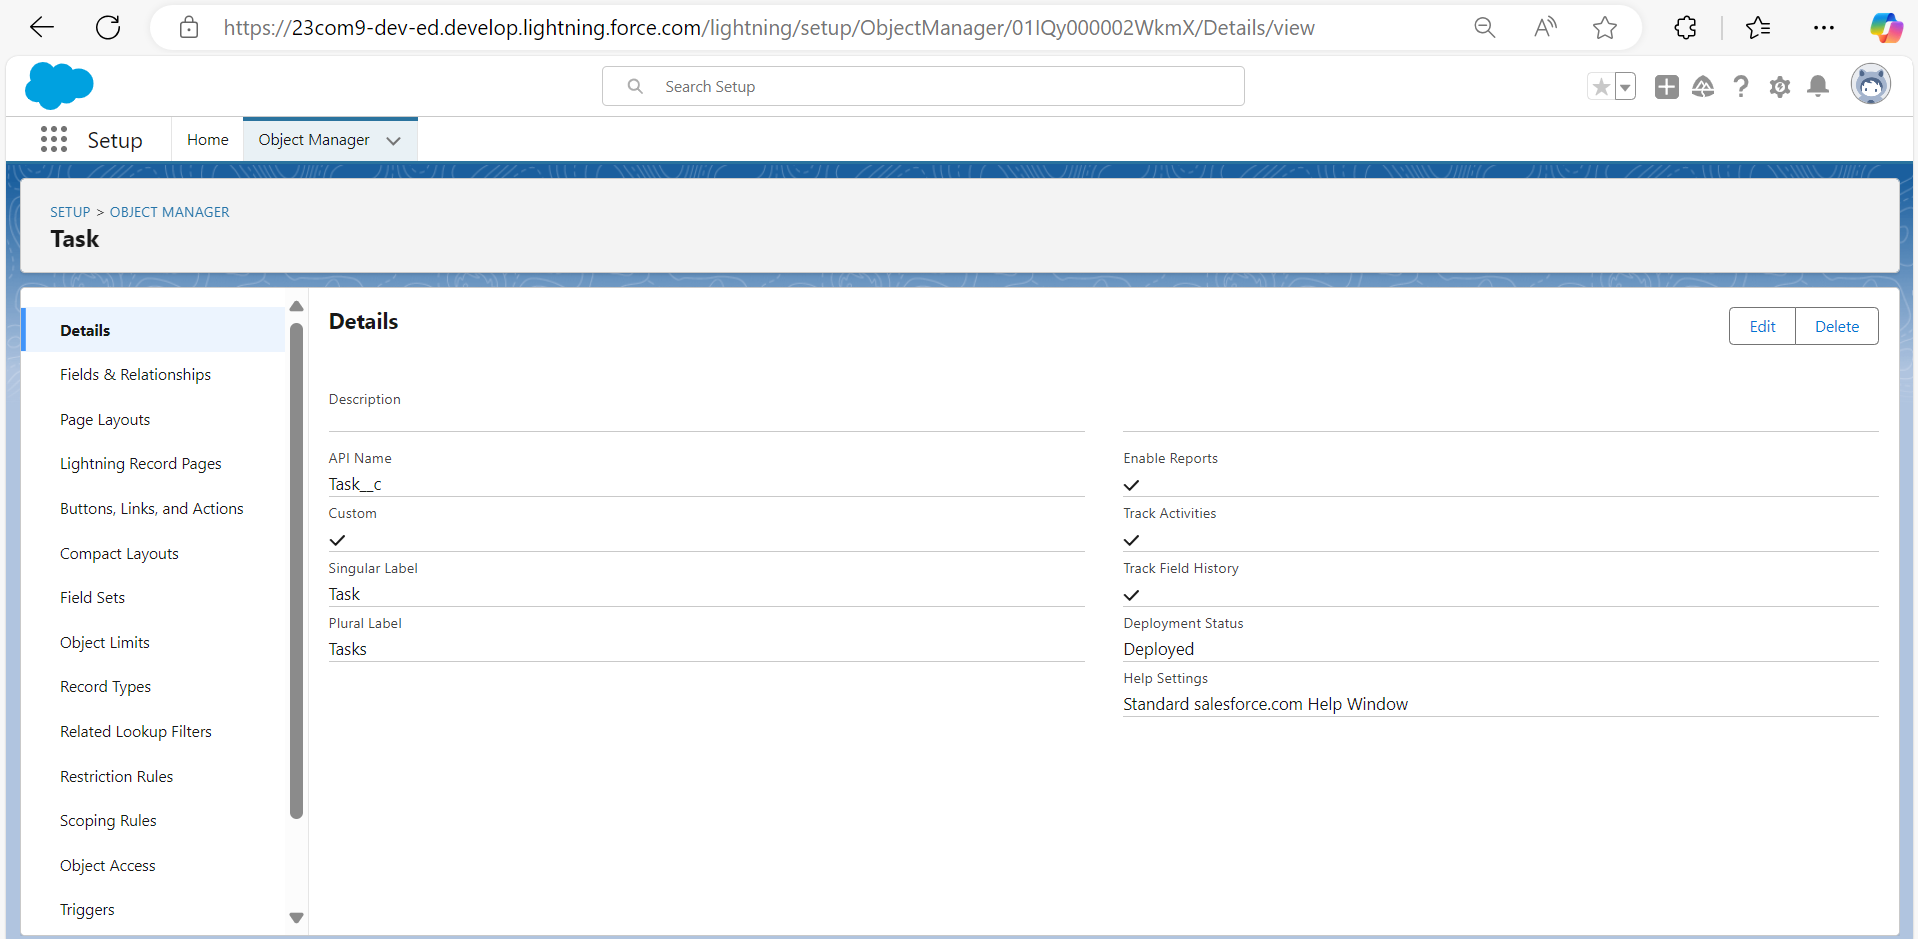 https://23com9-dev-ed.develop.lightning.force.com/lightning/setup/ObjectManager/01IQy000002WkmX/Details/view
Search Setup
Setup
Home
Object Manager
SETUP > OBJECT MANAGER
Task
Details
Fields & Relationships
Page Layouts
Lightning Record Pages
Buttons, Links, and Actions
Compact Layouts
Field Sets
Object Limits
Record Types
Related Lookup Filters
Restriction Rules
Scoping Rules
Object Access
Triggers
Details
Edit
Delete
Description
API Name
Task__c
Custom
Singular Label
Task
Plural Label
Tasks
Enable Reports
Track Activities
Track Field History
Deployment Status
Deployed
Help Settings
Standard salesforce.com Help Window